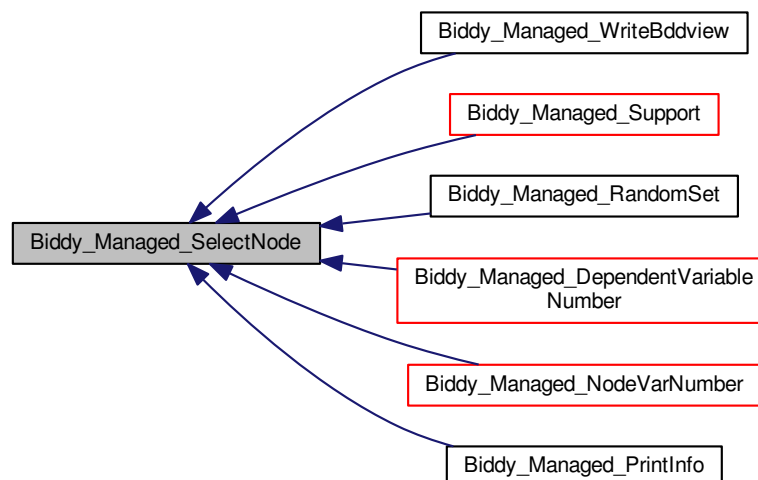 Biddy_Managed_WriteBddview
Biddy_Managed_Support
Biddy_Managed_RandomSet
Biddy_Managed_SelectNode
Biddy_Managed_DependentVariable
Number
Biddy_Managed_NodeVarNumber
Biddy_Managed_PrintInfo